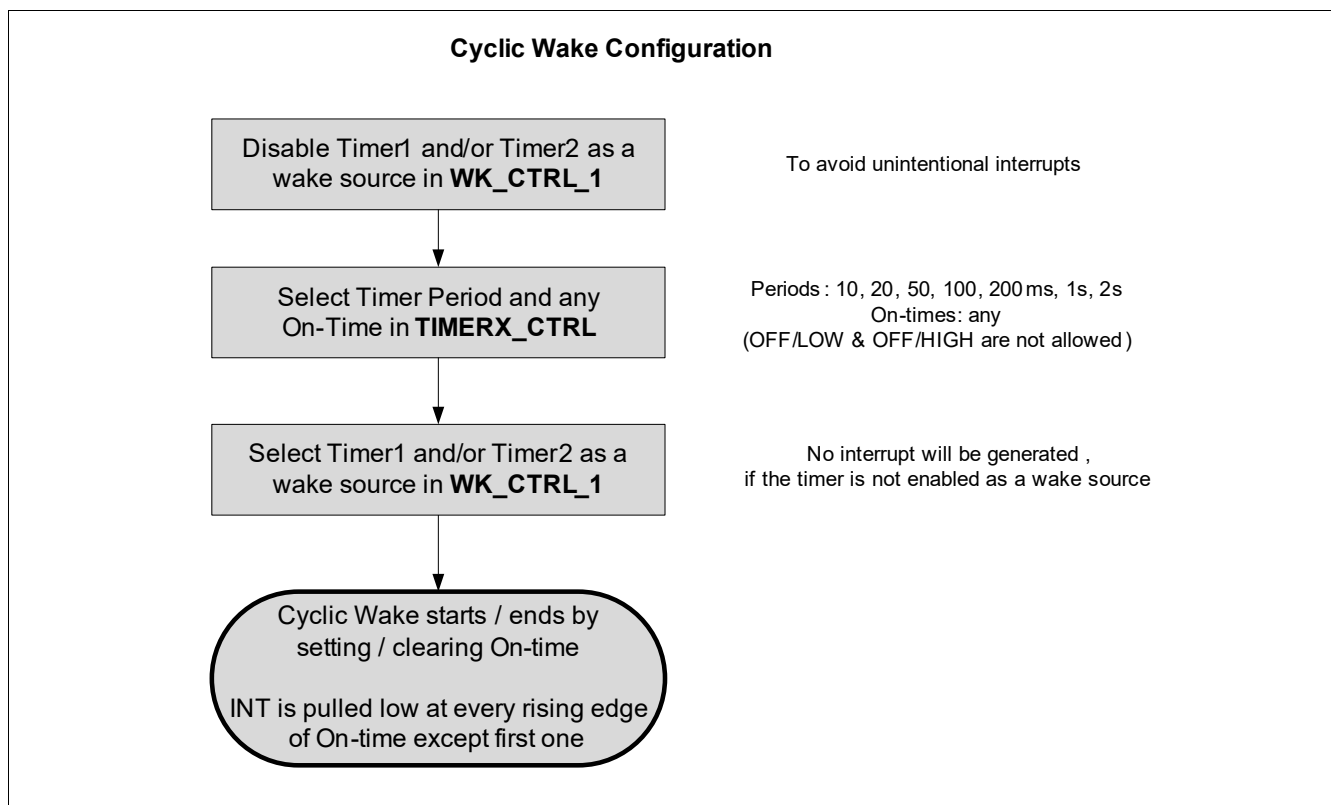 Cyclic Wake Configuration
Disable Timer1 and/or Timer2 as a
wake source in WK_CTRL_1
To avoid unintentional interrupts
Select Timer Period and any
On-Time in TIMERX_CTRL
Periods : 10, 20, 50, 100, 200 ms, 1s, 2s
On-times: any
(OFF/LOW & OFF/HIGH are not allowed )
Select Timer1 and/or Timer2 as a
wake source in WK_CTRL_1
No interrupt will be generated ,
if the timer is not enabled as a wake source
Cyclic Wake starts / ends by
setting / clearing On-time
INT is pulled low at every rising edge
of On-time except first one